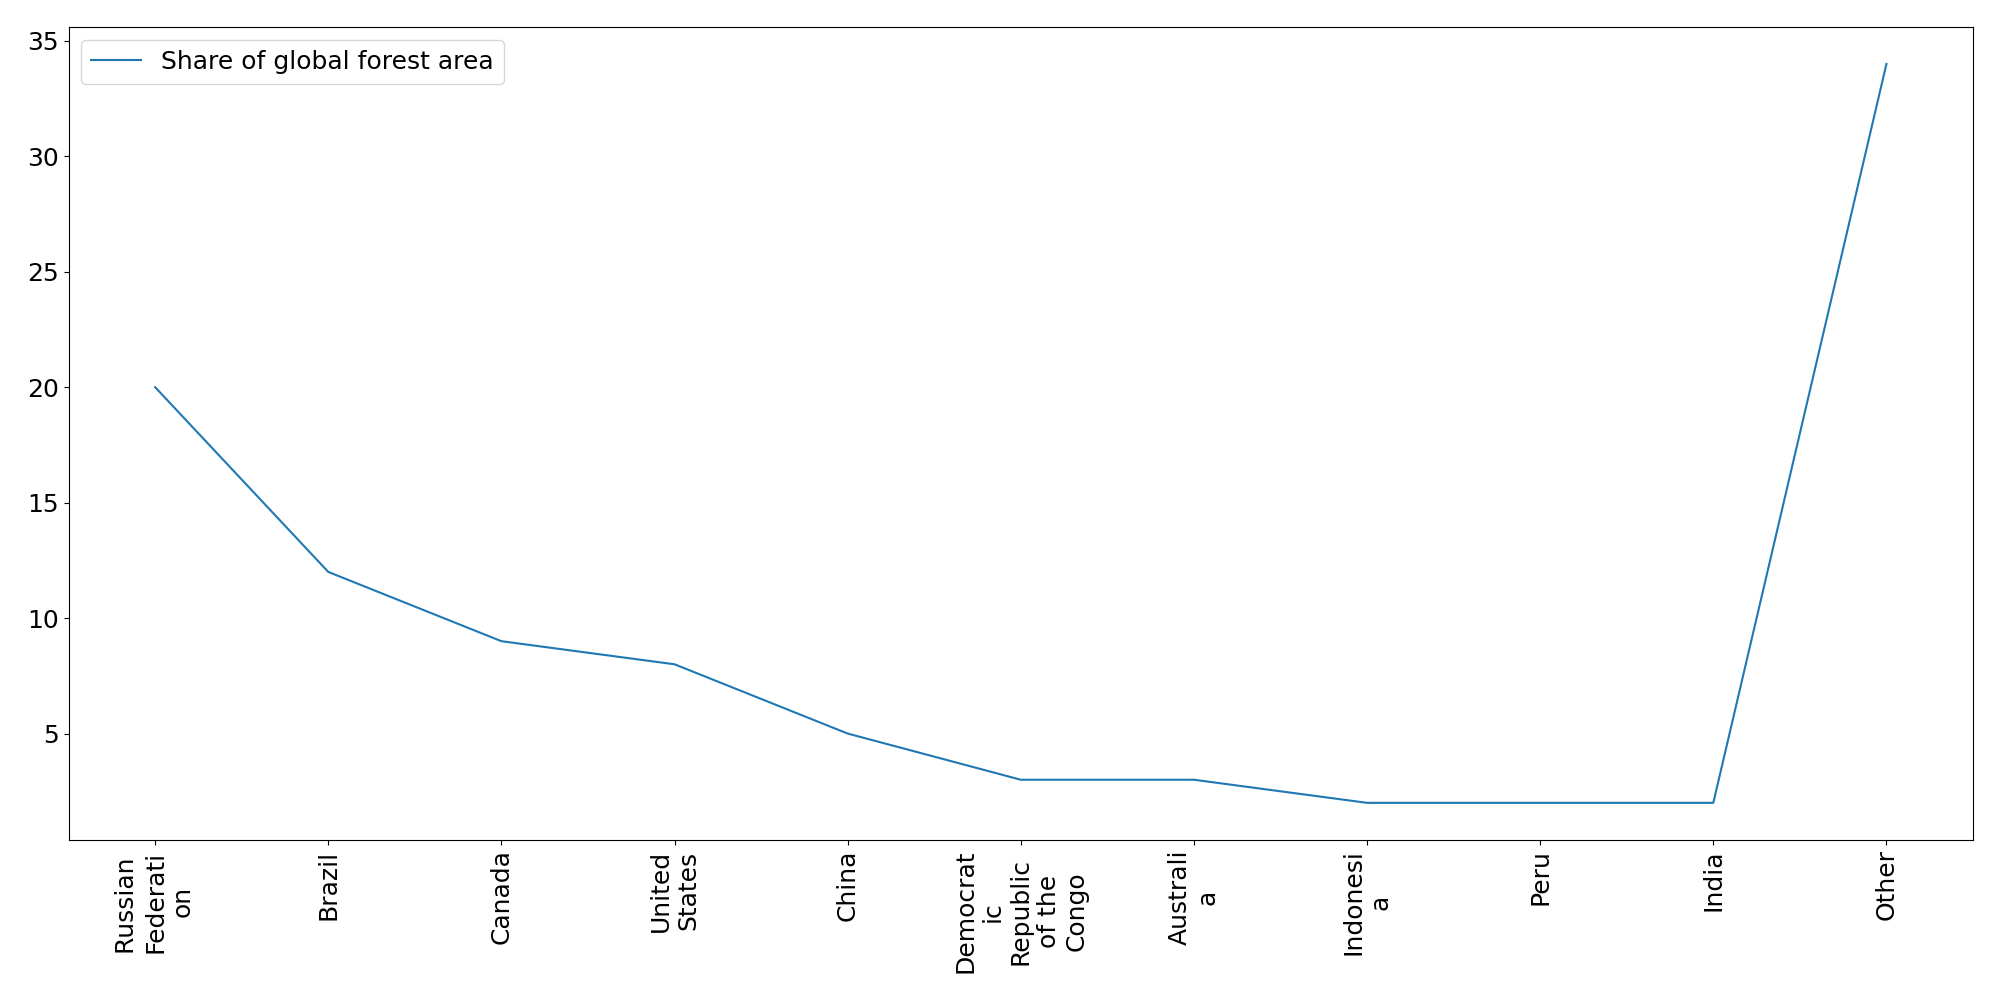 Share of global forest area
35
30
25
20
15
10
5
Russian
Federati
on
Brazil
Canada
United
States
China
Democrat
ic
Republic
of the
Congo
Australi
a
Indonesi
a
Peru
India
Other